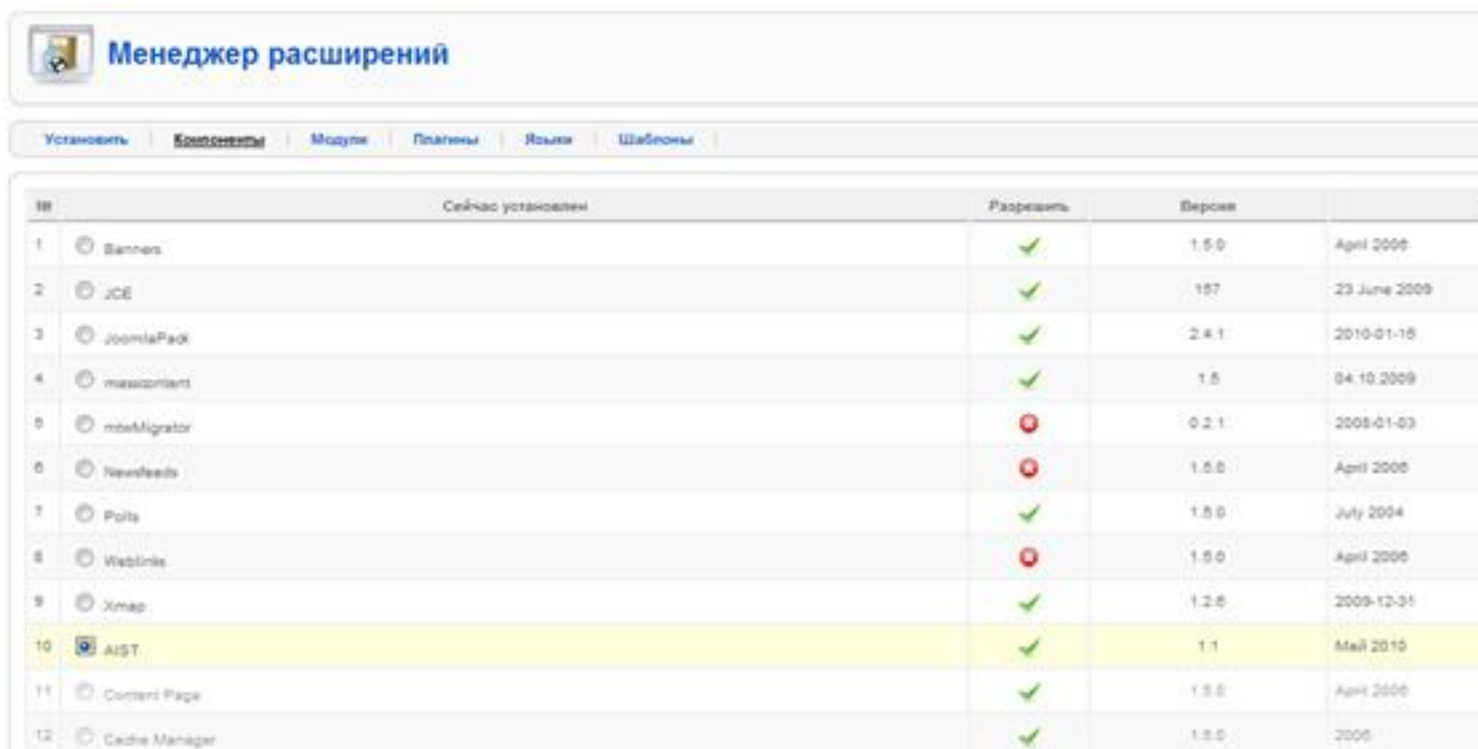 Менеджер расширений
Установить Компоненты Модули Плагины Языки Шаблоны
№ Сейчас установлен Разрешить Версия
1 Banners 1.5.0 April 2006
2 JCE 157 23 June 2009
3 JoomlaPack 2.4.1 2010-01-16
4 masscontent 1.5 04.10.2009
5 mtwMigrator 0.2.1 2008-01-03
6 Newsfeeds 1.5.0 April 2006
7 Polls 1.5.0 July 2004
8 Weblinks 1.5.0 April 2006
9 Xmap 1.2.6 2009-12-31
10 AIST 1.1 Май 2010
11 Content Page 1.5.0 April 2006
12 Cache Manager 1.5.0 2006